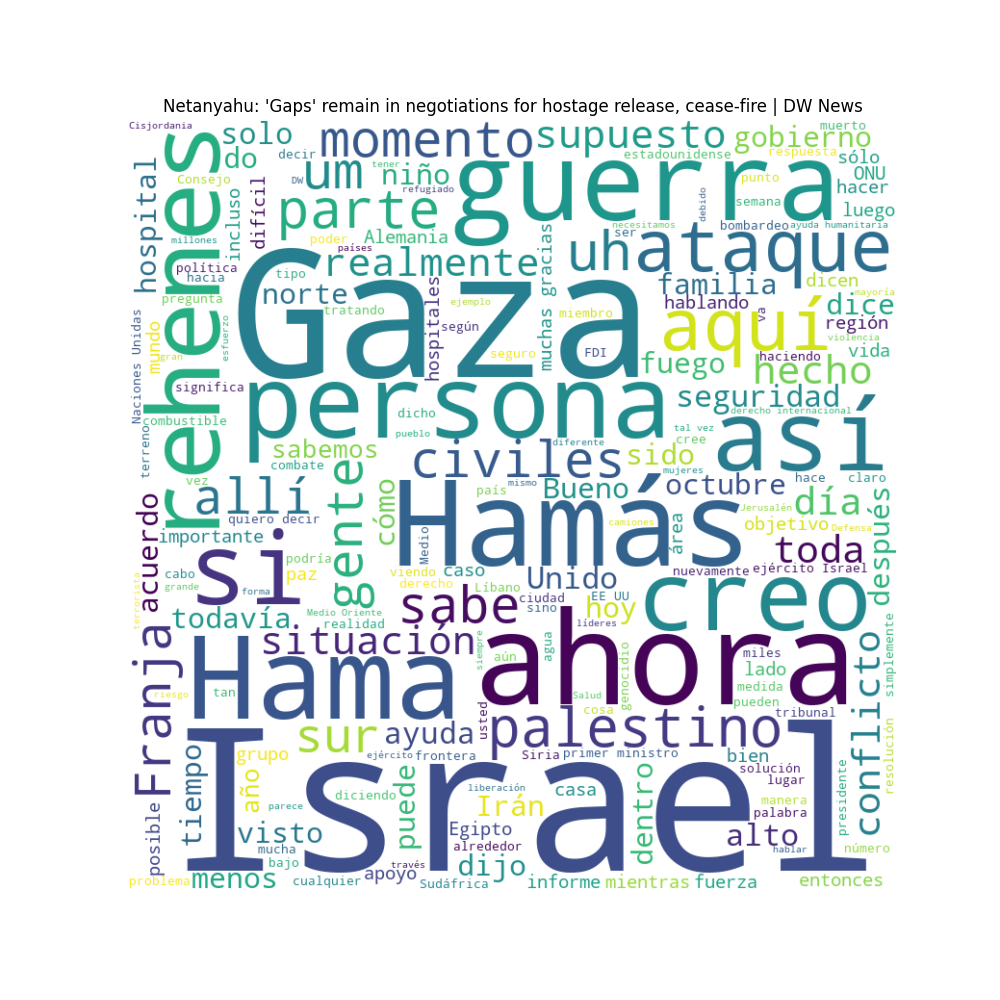 Netanyahu: 'Gaps' remain in negotiations for hostage release, cease-fire | DW News
Cisjordania
rehenes
solo
do
decir
momento
supuesto
gobierno
muerto
respuesta
estadounidense
tener
DW
um
niño
refugiado
guerra
sólo
ONU
hacer
punto
semana
debido
luego
hospital
Consejo
incluso
difícil
parte
poder
Alemania
países
necesitamos
bombardeo
ayuda humanitaria
ser
uh
ataque
millones
política
hacia
pregunta
tipo
realmente
muchas gracias
familia
dicen
mayoría
norte
Gaza
tratando
hospitales
ejemplo
miembro
hablando
va
dice
región
violencia
Naciones Unidas
mundo
gran
esfuerzo
según
seguro
FDI
aquí
haciendo
vida
significa
fuego
hecho
combustible
persona
dicho
pueblo
seguridad
derecho internacional
terreno
vez
sabemos
combate
diferente
tal vez
cree
así
civiles
sido
mujeres
hace
claro
allí
quiero decir
importante
gente
cómo
mismo
país
Bueno
octubre
día
después
Hamás
camiones
área
Jerusalén
objetivo
Defensa
acuerdo
si
podría
Medio
nuevamente
ejército Israel
toda
cabo
paz
viendo
caso
derecho
Unido
terrorista
grande
forma
Líbano
ciudad
EE UU
creo
todavía
Medio Oriente
realidad
sabe
sino
hoy
líderes
Franja
situación
siempre
ahora
simplemente
Hama
aún
agua
genocidio
miles
lado
conflicto
riesgo
tan
Salud
medida
pueden
cosa
usted
tribunal
sur
ayuda
palestino
resolución
tiempo
grupo
ejército
frontera
Siria
primer ministro
bien
solución
lugar
año
Israel
liberación
casa
diciendo
puede
parece
Irán
dentro
manera
palabra
presidente
posible
visto
mucha
Egipto
alrededor
alto
hablar
número
bajo
través
dijo
problema
menos
cualquier
apoyo
Sudáfrica
informe
mientras
fuerza
entonces